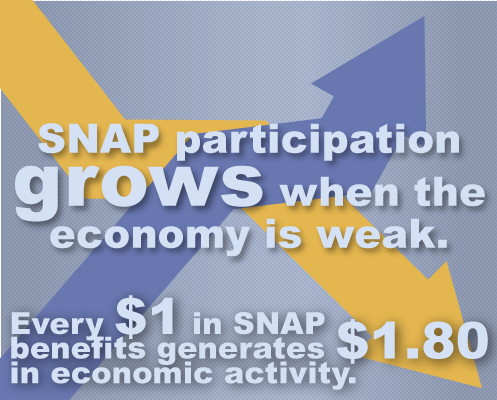 SNAP participation
grows when the
economy is weak.
Every $1 in SNAP
benefits generates $1.80
in economic activity.